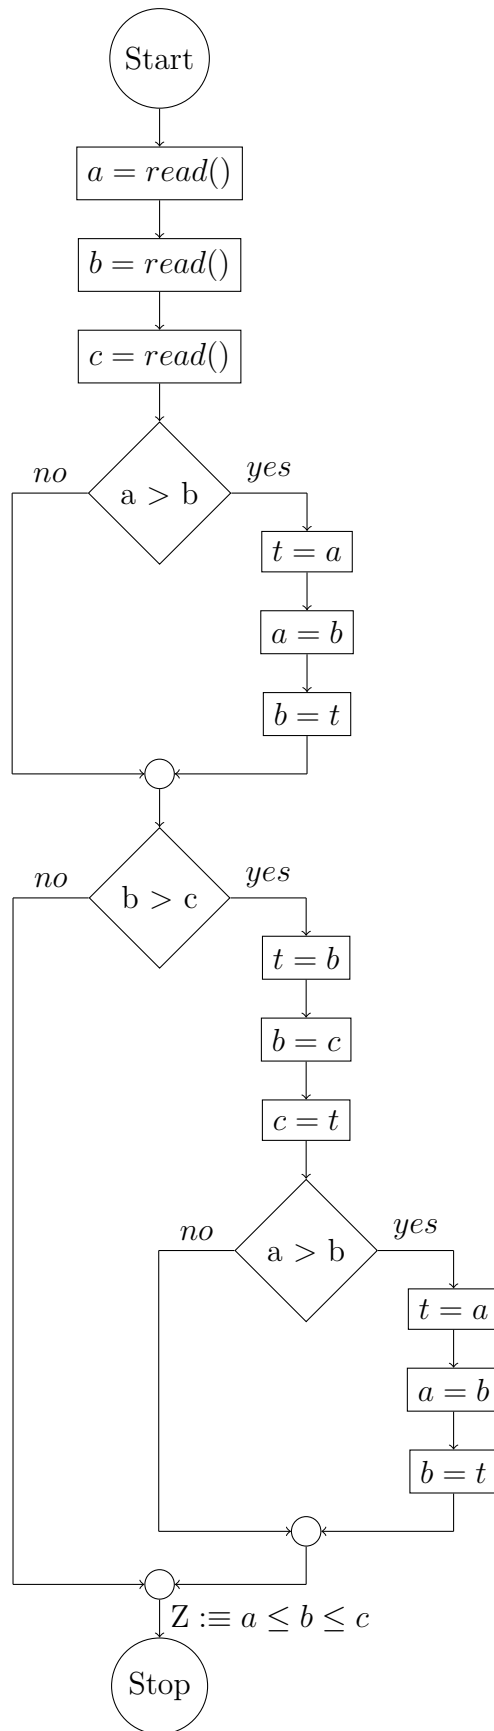 Start
a = read()
b = read()
c = read()
no
a > b
yes
t = a
a = b
b = t
no
b > c
yes
t = b
b = c
c = t
no
a > b
yes
t = a
a = b
b = t
Z :≡ a ≤ b ≤ c
Stop